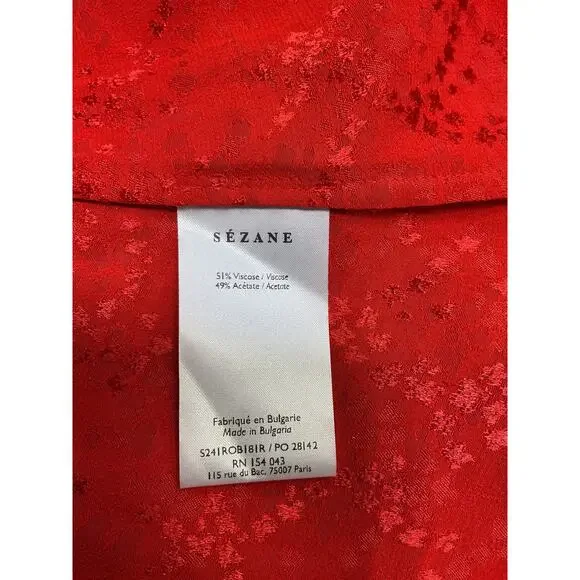 SÉZANE
51% Viscose / Viscose
49% Acétate / Acetate
Fabriqué en Bulgarie
Made in Bulgaria
S241ROB181R / PO 28142
RN 154 043
115 rue du Bac, 75007 Paris